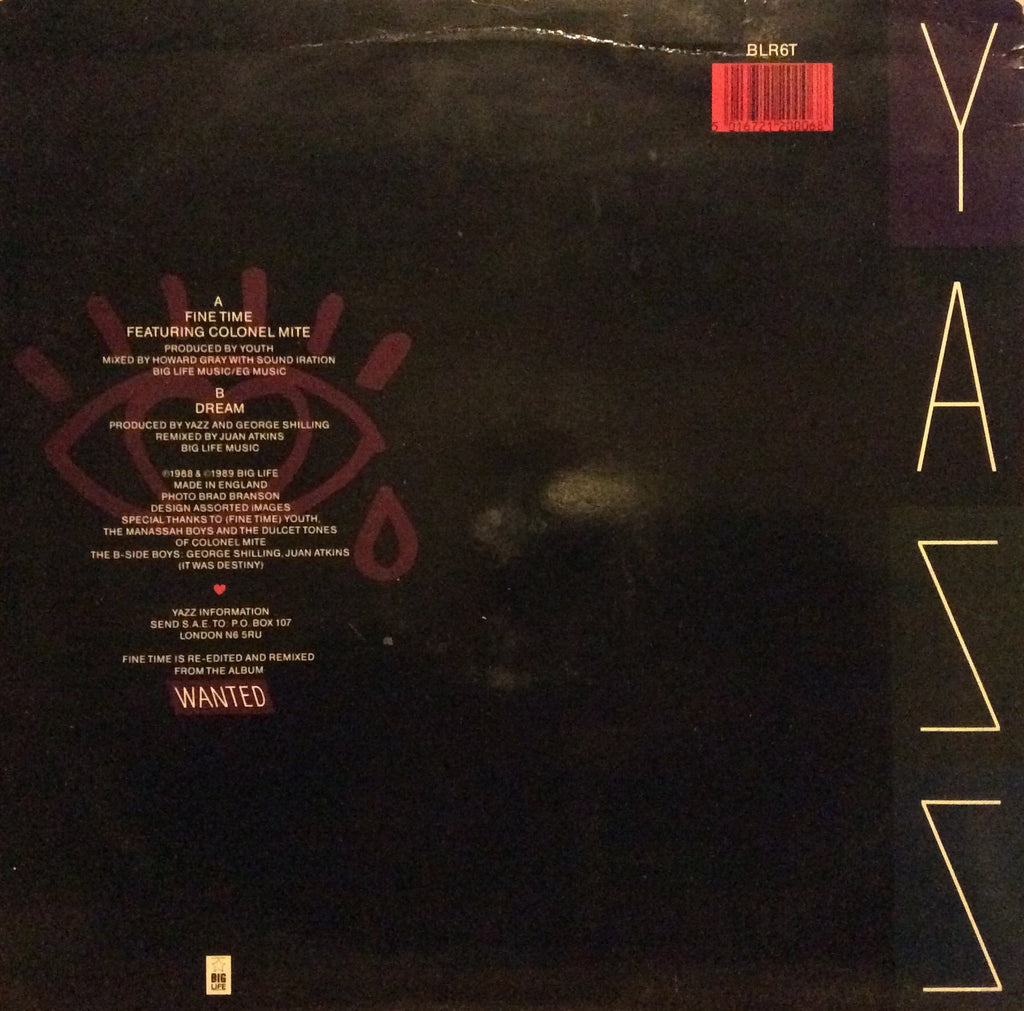 BLR6T
5 016721 200068
YAZZ
A
FINE TIME
FEATURING COLONEL MITE
PRODUCED BY YOUTH
MIXED BY HOWARD GRAY WITH SOUND IRATION
BIG LIFE MUSIC/EG MUSIC
B
DREAM
PRODUCED BY YAZZ AND GEORGE SHILLING
REMIXED BY JUAN ATKINS
BIG LIFE MUSIC
℗1988 & ©1989 BIG LIFE
MADE IN ENGLAND
PHOTO BRAD BRANSON
DESIGN ASSORTED IMAGES
SPECIAL THANKS TO (FINE TIME) YOUTH,
THE MANASSAH BOYS AND THE DULCET TONES
OF COLONEL MITE
THE B-SIDE BOYS: GEORGE SHILLING, JUAN ATKINS
(IT WAS DESTINY)
YAZZ INFORMATION
SEND S.A.E. TO: P.O. BOX 107
LONDON N6 5RU
FINE TIME IS RE-EDITED AND REMIXED
FROM THE ALBUM
WANTED
BIG
LIFE